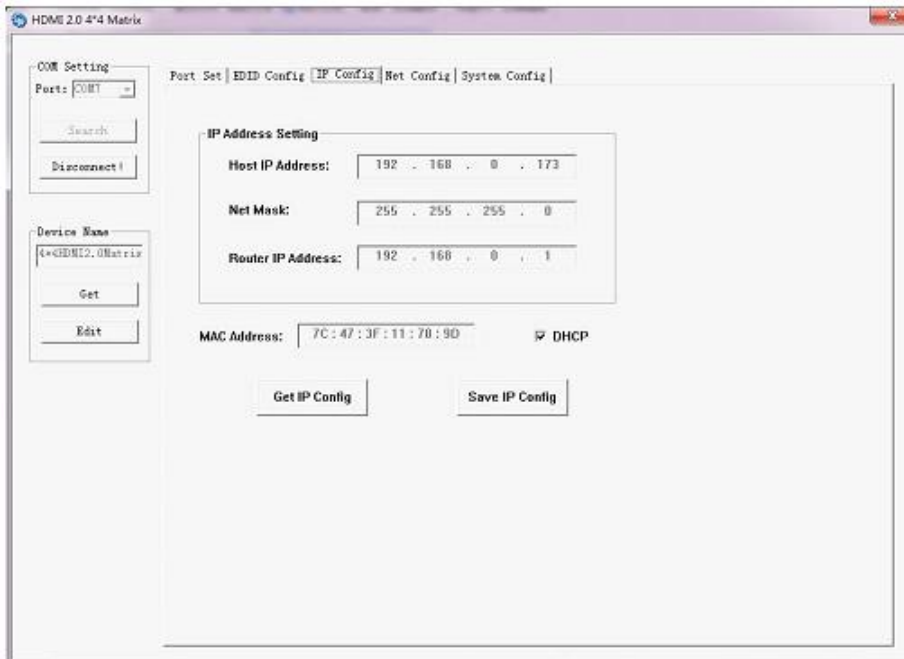 HDMI 2.0 4*4 Matrix
COM Setting
Port: COM7
Search
Disconnect!
Device Name
4*4HDMI2.0Matrix
Get
Edit
Port Set
EDID Config
IP Config
Net Config
System Config
IP Address Setting
Host IP Address: 192 . 168 . 0 . 173
Net Mask: 255 . 255 . 255 . 0
Router IP Address: 192 . 168 . 0 . 1
MAC Address: 7C:47:3F:11:78:9D
DHCP
Get IP Config
Save IP Config